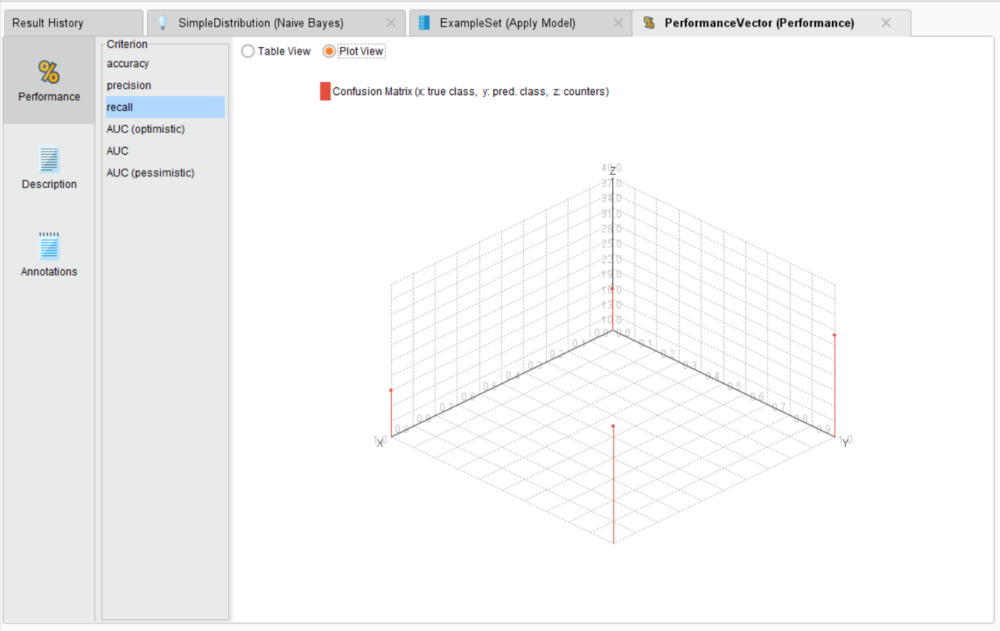 Result History
SimpleDistribution (Naive Bayes)
ExampleSet (Apply Model)
PerformanceVector (Performance)
Performance
Description
Annotations
Criterion
accuracy
precision
recall
AUC (optimistic)
AUC
AUC (pessimistic)
Table View
Plot View
Confusion Matrix (x: true class, y: pred. class, z: counters)
Z
40.0
37.0
34.0
31.0
28.0
25.0
22.0
19.0
16.0
13.0
10.0
0.0 0.0
0.1 0.1
0.2 0.2
0.3 0.3
0.4 0.4
0.5 0.5
0.6 0.6
0.7 0.7
0.8 0.8
0.9 0.9
1.0 1.0
X Y